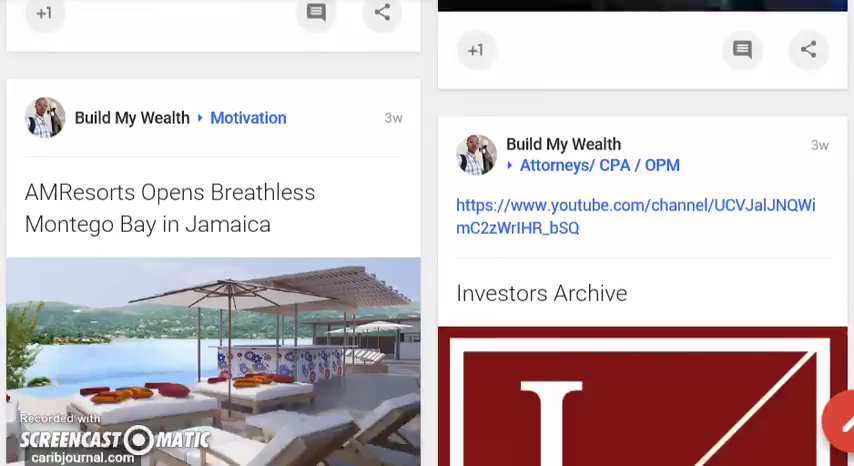 +1
Build My Wealth Motivation
3w
AMResorts Opens Breathless
Montego Bay in Jamaica
Recorded with
SCREENCAST MATIC
caribjournal.com
+1
Build My Wealth
3w
Attorneys/ CPA / OPM
https://www.youtube.com/channel/UCVJalJNQWi
mC2zWrIHR_bSQ
Investors Archive
I